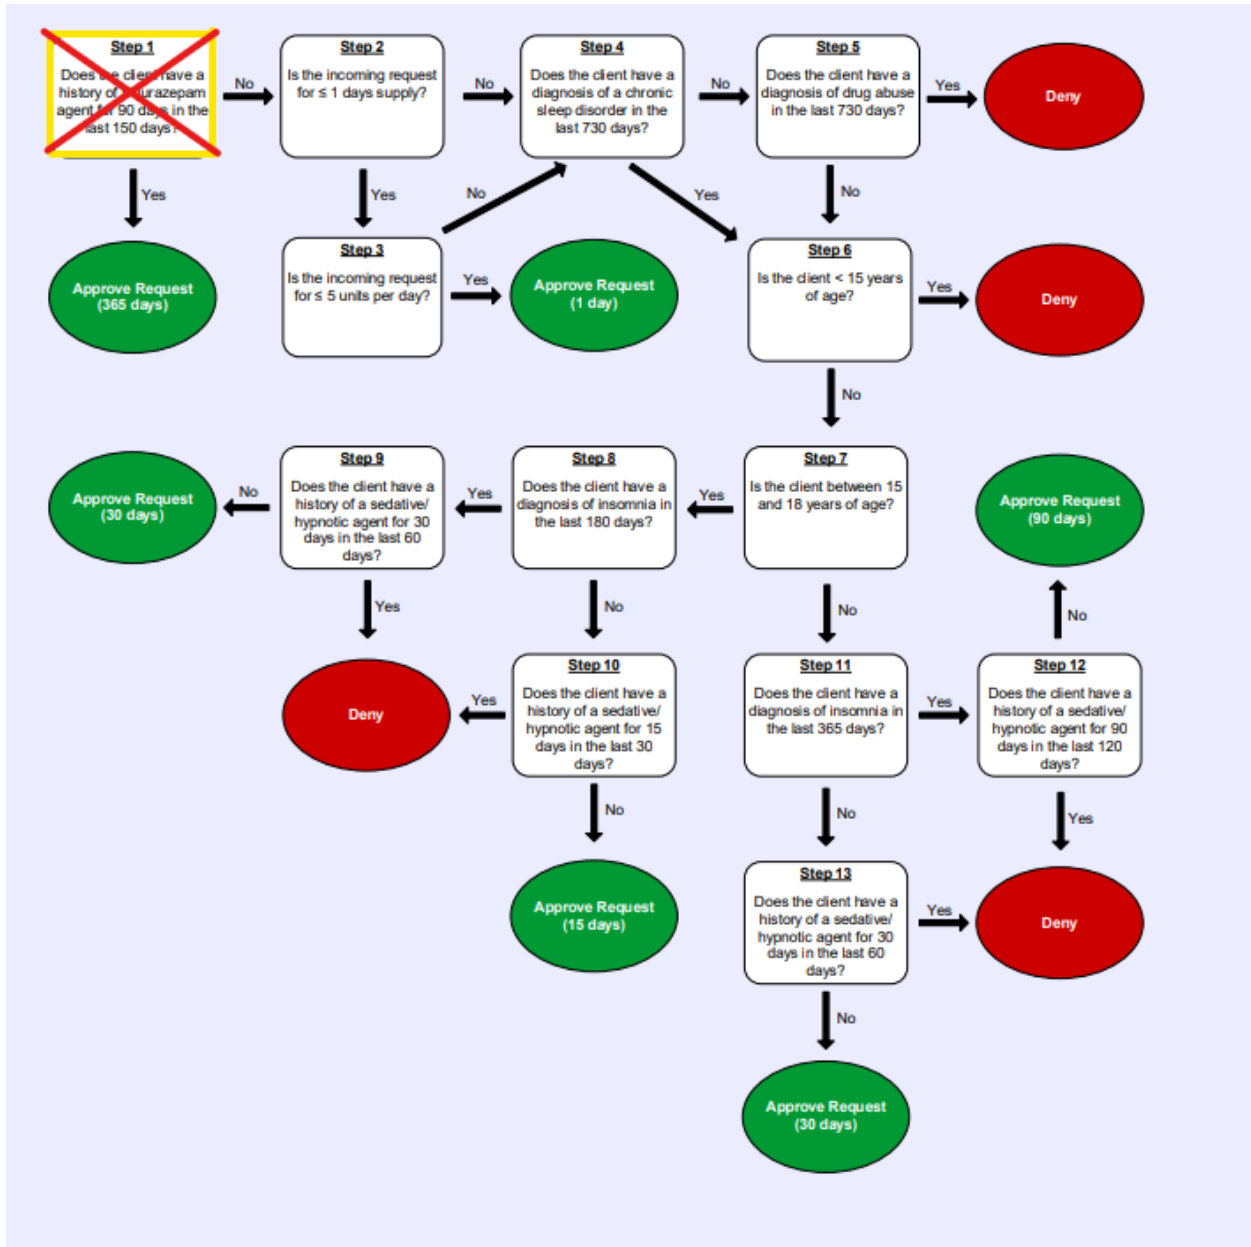 Step 1
Does the client have a
history of flurazepam
agent for 90 days in the
last 150 days?
No
Step 2
Is the incoming request
for ≤ 1 days supply?
No
Step 4
Does the client have a
diagnosis of a chronic
sleep disorder in the
last 730 days?
No
Step 5
Does the client have a
diagnosis of drug abuse
in the last 730 days?
Yes
Deny
Yes
Yes
No
Yes
No
Approve Request
(365 days)
Step 3
Is the incoming request
for ≤ 5 units per day?
Yes
Approve Request
(1 day)
Step 6
Is the client < 15 years
of age?
Yes
Deny
No
Approve Request
(30 days)
No
Step 9
Does the client have a
history of a sedative/
hypnotic agent for 30
days in the last 60
days?
Yes
Step 8
Does the client have a
diagnosis of insomnia in
the last 180 days?
Yes
Step 7
Is the client between 15
and 18 years of age?
Approve Request
(90 days)
Yes
No
No
No
Deny
Yes
Step 10
Does the client have a
history of a sedative/
hypnotic agent for 15
days in the last 30
days?
Step 11
Does the client have a
diagnosis of insomnia in
the last 365 days?
Yes
Step 12
Does the client have a
history of a sedative/
hypnotic agent for 90
days in the last 120
days?
No
No
Yes
Approve Request
(15 days)
Step 13
Does the client have a
history of a sedative/
hypnotic agent for 30
days in the last 60
days?
Yes
Deny
No
Approve Request
(30 days)